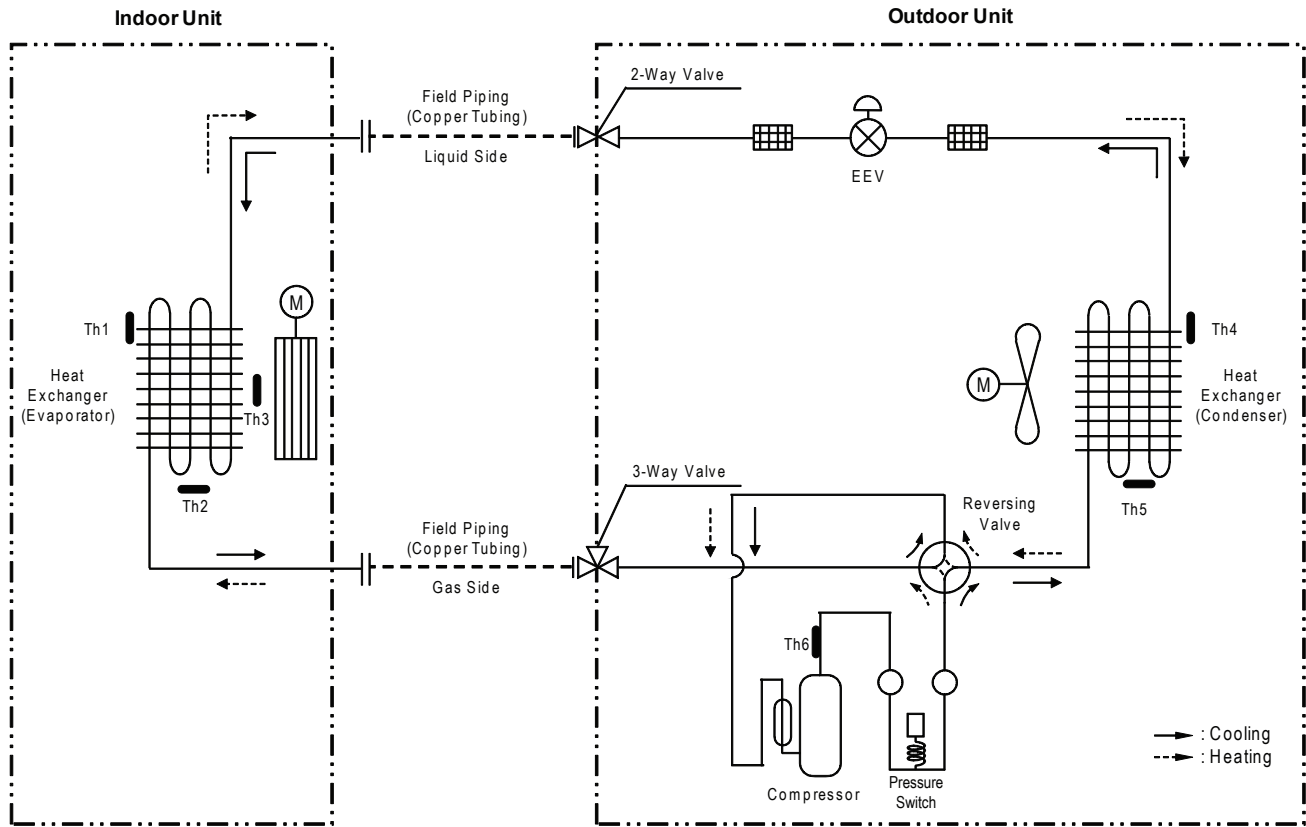 Indoor Unit
Outdoor Unit
2-Way Valve
Field Piping
(Copper Tubing)
Liquid Side
EEV
Th1
M
Heat
Exchanger
(Evaporator)
Th3
Th2
Th4
M
Heat
Exchanger
(Condenser)
Th5
3-Way Valve
Field Piping
(Copper Tubing)
Gas Side
Reversing
Valve
Th6
Compressor
Pressure
Switch
: Cooling
: Heating